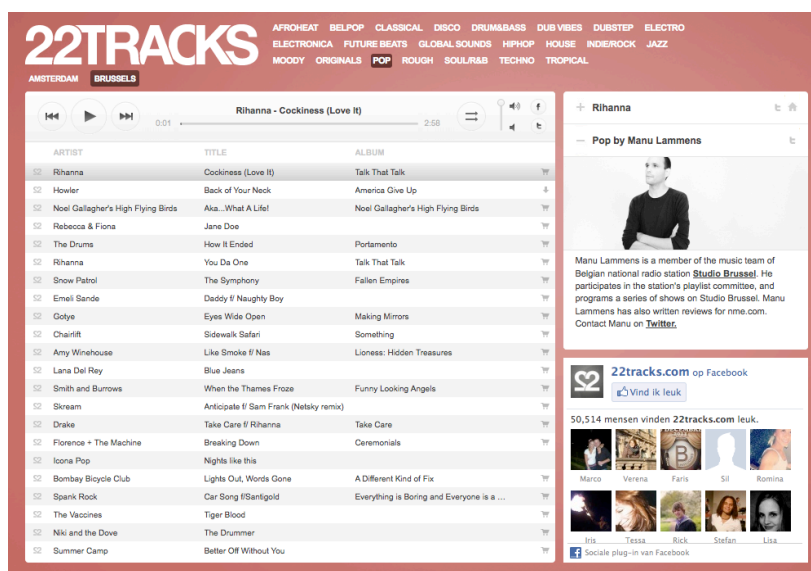 22TRACKS
AFROHEAT BELPOP CLASSICAL DISCO DRUM&BASS DUB VIBES DUBSTEP ELECTRO
ELECTRONICA FUTURE BEATS GLOBAL SOUNDS HIPHOP HOUSE INDIE/ROCK JAZZ
MOODY ORIGINALS POP ROUGH SOUL/R&B TECHNO TROPICAL
AMSTERDAM BRUSSELS
Rihanna - Cockiness (Love It)
0:01 2:58
ARTIST TITLE ALBUM
Rihanna Cockiness (Love It) Talk That Talk
Howler Back of Your Neck America Give Up
Noel Gallagher's High Flying Birds Aka...What A Life! Noel Gallagher's High Flying Birds
Rebecca & Fiona Jane Doe
The Drums How It Ended Portamento
Rihanna You Da One Talk That Talk
Snow Patrol The Symphony Fallen Empires
Emeli Sande Daddy f/ Naughty Boy
Gotye Eyes Wide Open Making Mirrors
Chairlift Sidewalk Safari Something
Amy Winehouse Like Smoke f/ Nas Lioness: Hidden Treasures
Lana Del Rey Blue Jeans
Smith and Burrows When the Thames Froze Funny Looking Angels
Skream Anticipate f/ Sam Frank (Netsky remix)
Drake Take Care f/ Rihanna Take Care
Florence + The Machine Breaking Down Ceremonials
Icona Pop Nights like this
Bombay Bicycle Club Lights Out, Words Gone A Different Kind of Fix
Spank Rock Car Song f/Santigold Everything is Boring and Everyone is a ...
The Vaccines Tiger Blood
Niki and the Dove The Drummer
Summer Camp Better Off Without You
Rihanna
Pop by Manu Lammens
Manu Lammens is a member of the music team of
Belgian national radio station Studio Brussel. He
participates in the station's playlist committee, and
programs a series of shows on Studio Brussel. Manu
Lammens has also written reviews for nme.com.
Contact Manu on Twitter.
22tracks.com op Facebook
Vind ik leuk
50,514 mensen vinden 22tracks.com leuk.
Marco Verena Faris Sil Romina
Iris Tessa Rick Stefan Lisa
Sociale plug-in van Facebook